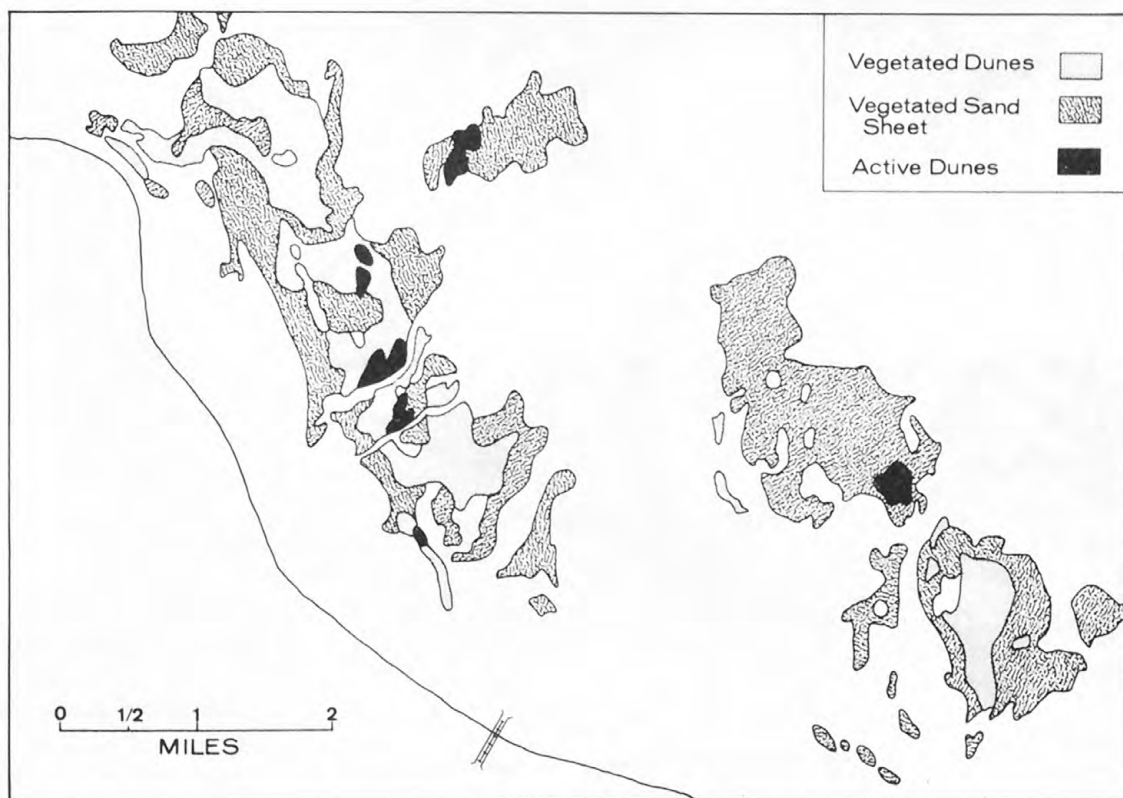 Vegetated Dunes
Vegetated Sand
Sheet
Active Dunes
0 1/2 1 2
MILES